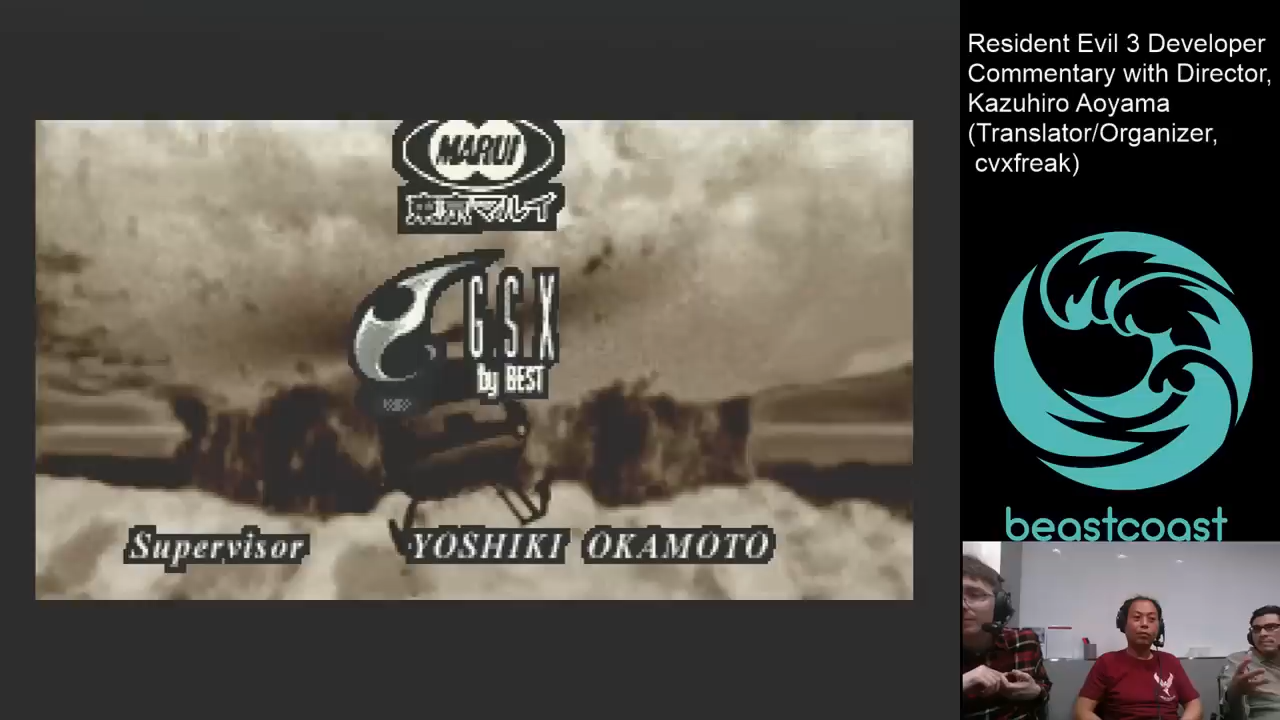 MARUI
東京マルイ
G.S.X
by BEST
Supervisor YOSHIKI OKAMOTO
Resident Evil 3 Developer
Commentary with Director,
Kazuhiro Aoyama
(Translator/Organizer,
cvxfreak)
beastcoast